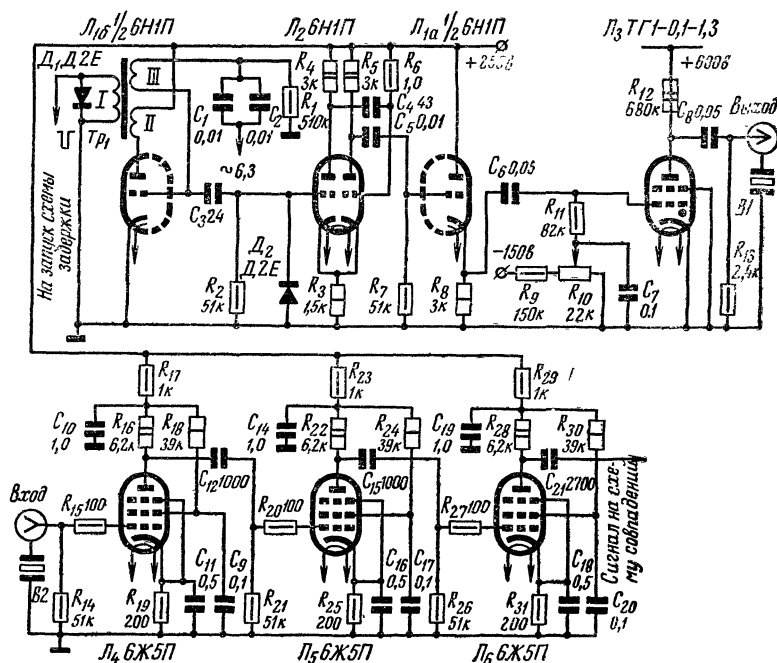 Л1б ½ 6Н1П
Л2 6Н1П
Л1а ½ 6Н1П
Л3 ТГ1-0,1-1,3
Д1 Д2Е
I
III
II
Тр1
C1 0,01
C2 0,01
R1 510к
R4 3к
R5 3к
R6 1,0
C4 43
C5 0,01
+250в
+600в
R12 680к
C8 0,05
Выход
В1
~6,3
C3 24
C6 0,05
R11 82к
На запуск схемы задержки
R2 51к
Д2 Д2Е
R3 1,5к
R7 51к
R8 3к
–150в
R9 150к
R10 22к
C7 0,1
R13 2,4к
R17 1к
R23 1к
R29 1к
C10 1,0
R16 6,2к
R18 39к
C14 1,0
R22 6,2к
R24 39к
C19 1,0
R28 6,2к
R30 39к
C12 1000
C15 1000
C21 2700
Вход
R15 100
R20 100
R27 100
Сигнал на схему совпадений
В2
R14 51к
R19 200
C11 0,5
C9 0,1
R21 51к
R25 200
C16 0,5
C17 0,1
R26 51к
R31 200
C18 0,5
C20 0,1
Л4 6Ж5П
Л5 6Ж5П
Л6 6Ж5П